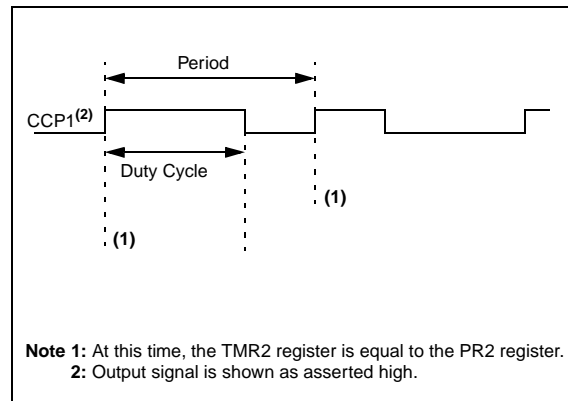 Period
CCP1(2)
Duty Cycle
(1)
(1)
Note 1: At this time, the TMR2 register is equal to the PR2 register.
2: Output signal is shown as asserted high.